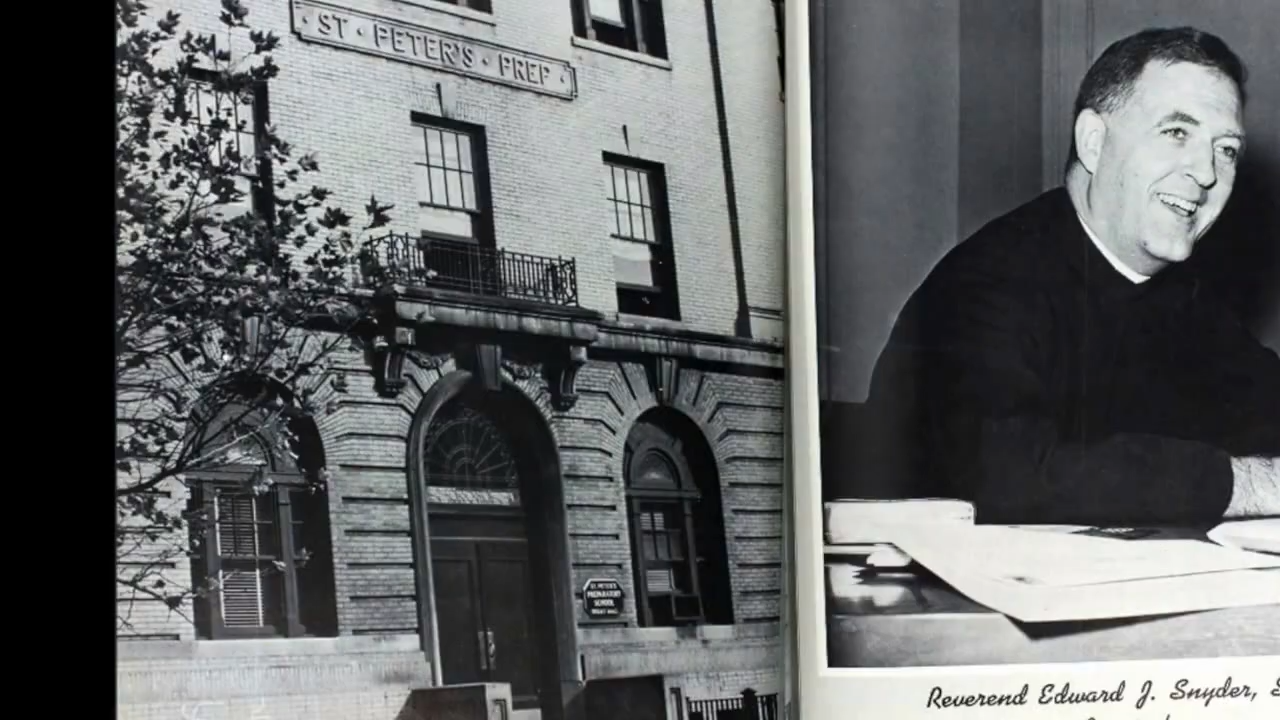 ST · PETER'S · PREP
ST. PETER'S
PREPARATORY
SCHOOL
Reverend Edward J. Snyder,